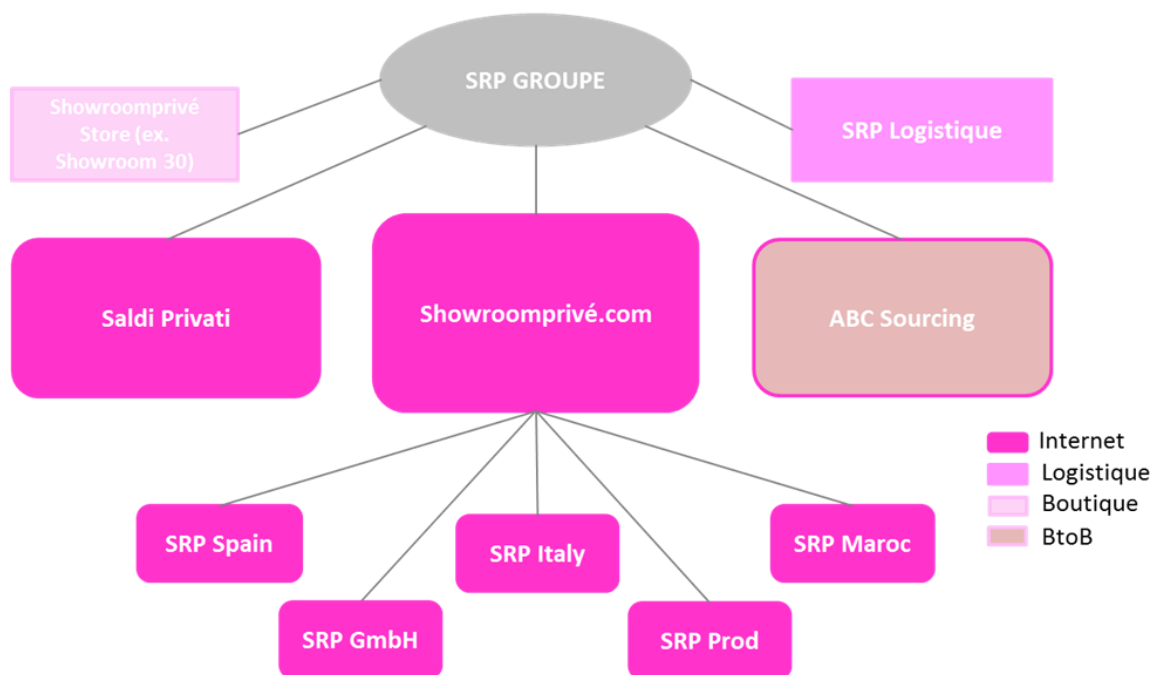 SRP GROUPE
Showroomprivé
Store (ex.
Showroom 30)
SRP Logistique
Saldi Privati
Showroomprivé.com
ABC Sourcing
Internet
Logistique
Boutique
BtoB
SRP Spain
SRP Italy
SRP Maroc
SRP GmbH
SRP Prod